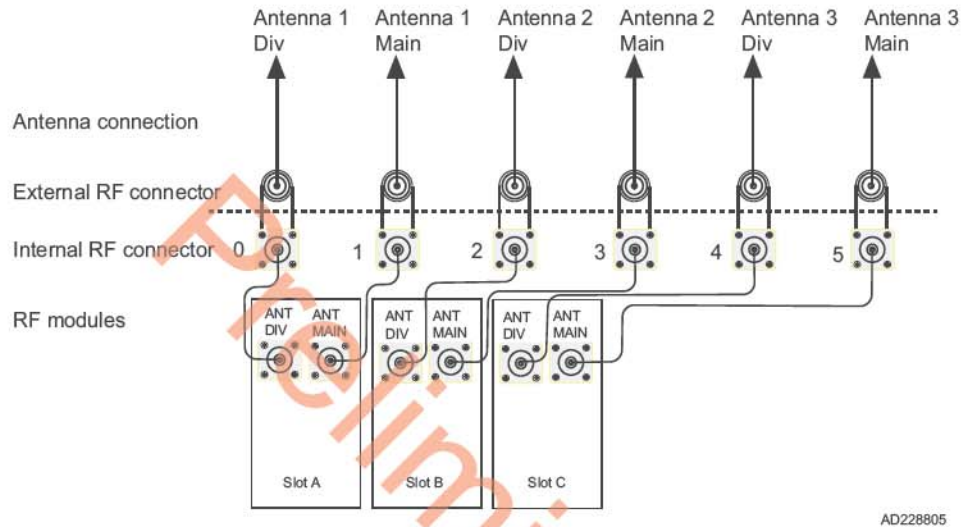 Antenna 1 Antenna 1 Antenna 2 Antenna 2 Antenna 3 Antenna 3
Div Main Div Main Div Main
Antenna connection
External RF connector
Internal RF connector 0 1 2 3 4 5
RF modules
ANT ANT ANT ANT ANT ANT
DIV MAIN DIV MAIN DIV MAIN
Slot A Slot B Slot C
AD228805
Prelimi